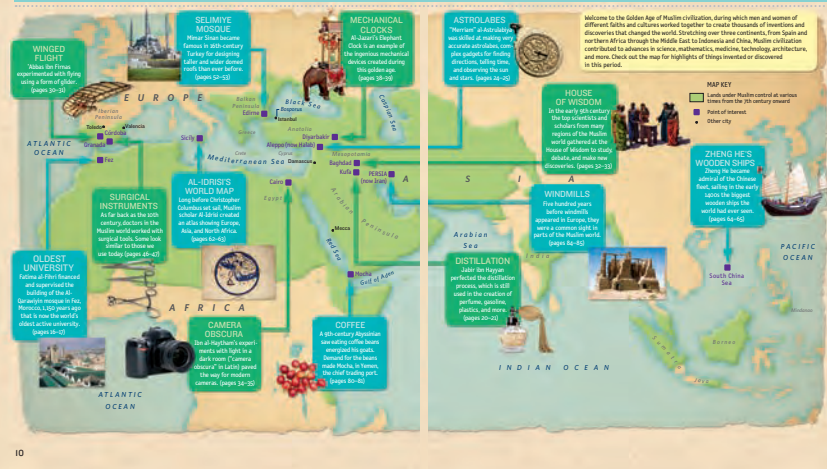 SELIMIYE
MOSQUE
Mimar Sinan became
famous in 16th-century
Turkey for designing
taller and wider domed
roofs than ever before.
(pages 52–53)
MECHANICAL
CLOCKS
Al-Jazari's Elephant
Clock is an example of
the ingenious mechanical
devices created during
this golden age.
(pages 38–39)
WINGED
FLIGHT
'Abbas ibn Firnas
experimented with flying
using a form of glider.
(pages 30–31)
ASTROLABES
"Merriam" al-Astrolabiya
was skilled at making very
accurate astrolabes, com-
plex gadgets for finding
directions, telling time,
and observing the sun
and stars. (pages 24–25)
Welcome to the Golden Age of Muslim civilization, during which men and women of
different faiths and cultures worked together to create thousands of inventions and
discoveries that changed the world. Stretching over three continents, from Spain and
northern Africa through the Middle East to Indonesia and China, Muslim civilization
contributed to advances in science, mathematics, medicine, technology, architecture,
and more. Check out the map for highlights of things invented or discovered
in this period.
MAP KEY
Lands under Muslim control at various
times from the 7th century onward
Point of interest
Other city
HOUSE
OF WISDOM
In the early 9th century
the top scientists and
scholars from many
regions of the Muslim
world gathered at the
House of Wisdom to study,
debate, and make new
discoveries. (pages 32–33)
ZHENG HE'S
WOODEN SHIPS
Zheng He became
admiral of the Chinese
fleet, sailing in the early
1400s the biggest
wooden ships the
world had ever seen.
(pages 64–65)
WINDMILLS
Five hundred years
before windmills
appeared in Europe, they
were a common sight in
parts of the Muslim world.
(pages 84–85)
DISTILLATION
Jabir ibn Hayyan
perfected the distillation
process, which is still
used in the creation of
perfume, gasoline,
plastics, and more.
(pages 20–21)
SURGICAL
INSTRUMENTS
As far back as the 10th
century, doctors in the
Muslim world worked with
surgical tools. Some look
similar to those we
use today. (pages 46–47)
AL-IDRISI'S
WORLD MAP
Long before Christopher
Columbus set sail, Muslim
scholar Al-Idrisi created
an atlas showing Europe,
Asia, and North Africa.
(pages 62–63)
OLDEST
UNIVERSITY
Fatima al-Fihri financed
and supervised the
building of the Al-
Qarawiyin mosque in Fez,
Morocco, 1,150 years ago
that is now the world's
oldest active university.
(pages 16–17)
CAMERA
OBSCURA
Ibn al-Haytham's experi-
ments with light in a
dark room ("camera
obscura" in Latin) paved
the way for modern
cameras. (pages 34–35)
COFFEE
A 9th-century Abyssinian
saw eating coffee beans
energized his goats.
Demand for the beans
made Mocha, in Yemen,
the chief trading port.
(pages 80–81)
EUROPE
AFRICA
A S I A
ATLANTIC
OCEAN
ATLANTIC
OCEAN
INDIAN OCEAN
PACIFIC
OCEAN
Iberian
Peninsula
Toledo
Valencia
Córdoba
Granada
Fez
Sicily
Balkan
Peninsula
Edirne
Black Sea
Bosporus
Istanbul
Caspian Sea
Greece
Anatolia
Diyarbakir
Aleppo (now Halab)
Mesopotamia
Mediterranean Sea
Crete
Cyprus
Damascus
Baghdad
Kufa
PERSIA
(now Iran)
Cairo
Egypt
Arabian Peninsula
Mecca
Red Sea
Mocha
Gulf of Aden
Arabian
Sea
India
South China
Sea
Sumatra
Borneo
Java
10